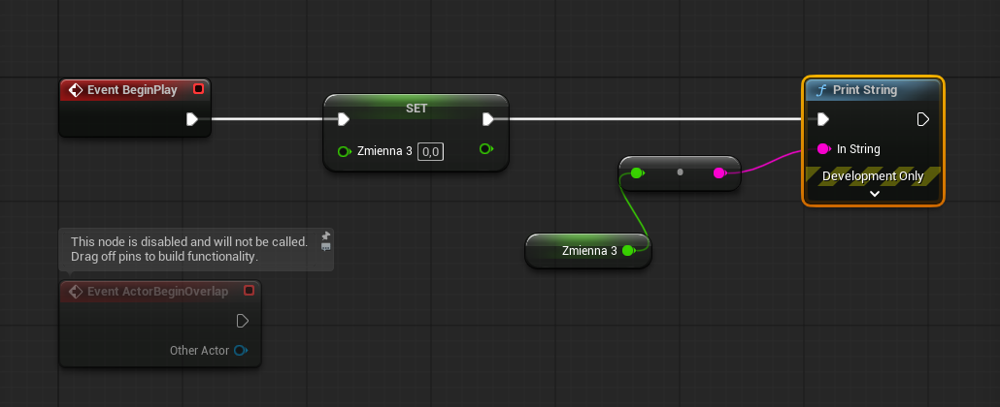 Event BeginPlay
SET
Zmienna 3 0,0
Print String
In String
Development Only
Zmienna 3
This node is disabled and will not be called.
Drag off pins to build functionality.
Event ActorBeginOverlap
Other Actor